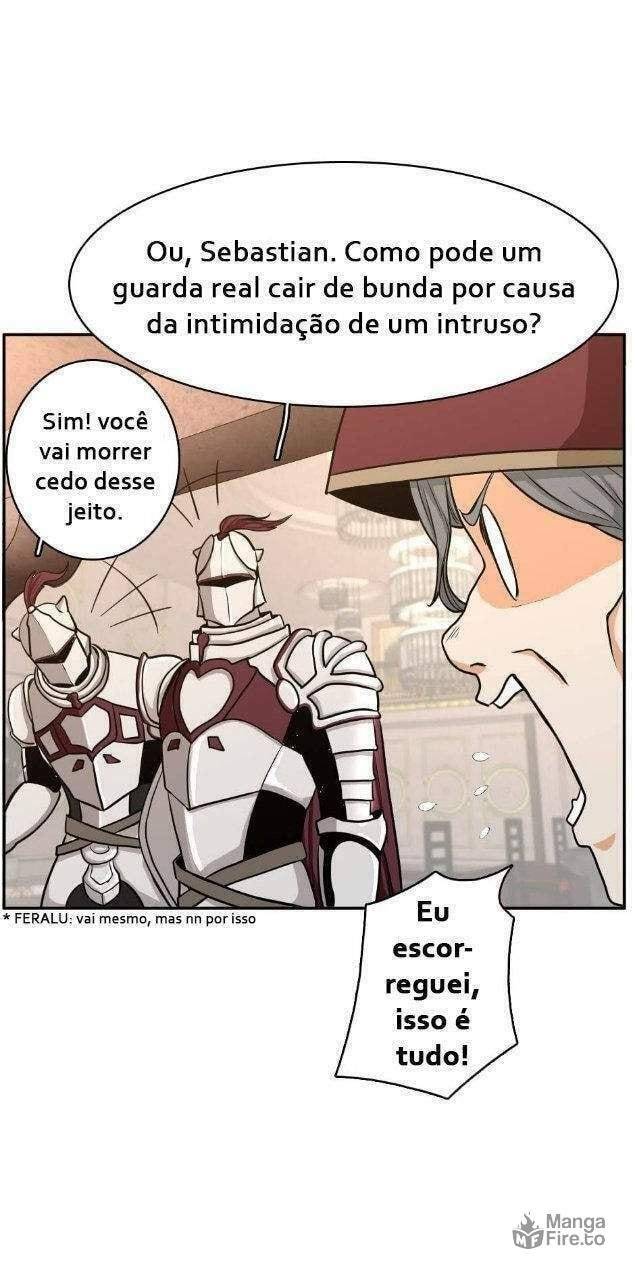 Ou, Sebastian. Como pode um
guarda real cair de bunda por causa
da intimidação de um intruso?
Sim! você
vai morrer
cedo desse
jeito.
* FERALU: vai mesmo, mas nn por isso
Eu
escor-
reguei,
isso é
tudo!
MF
Manga
Fire.to